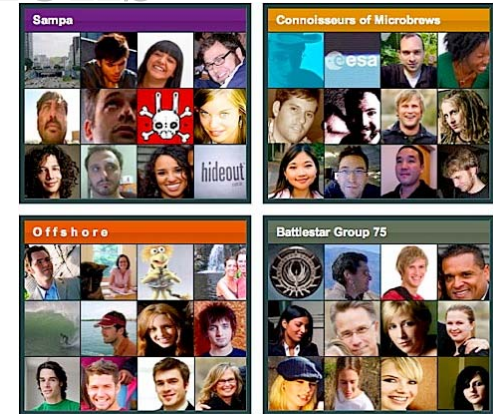 Sampa
Connoisseurs of Microbrews
esa
hideout
Offshore
Battlestar Group 75